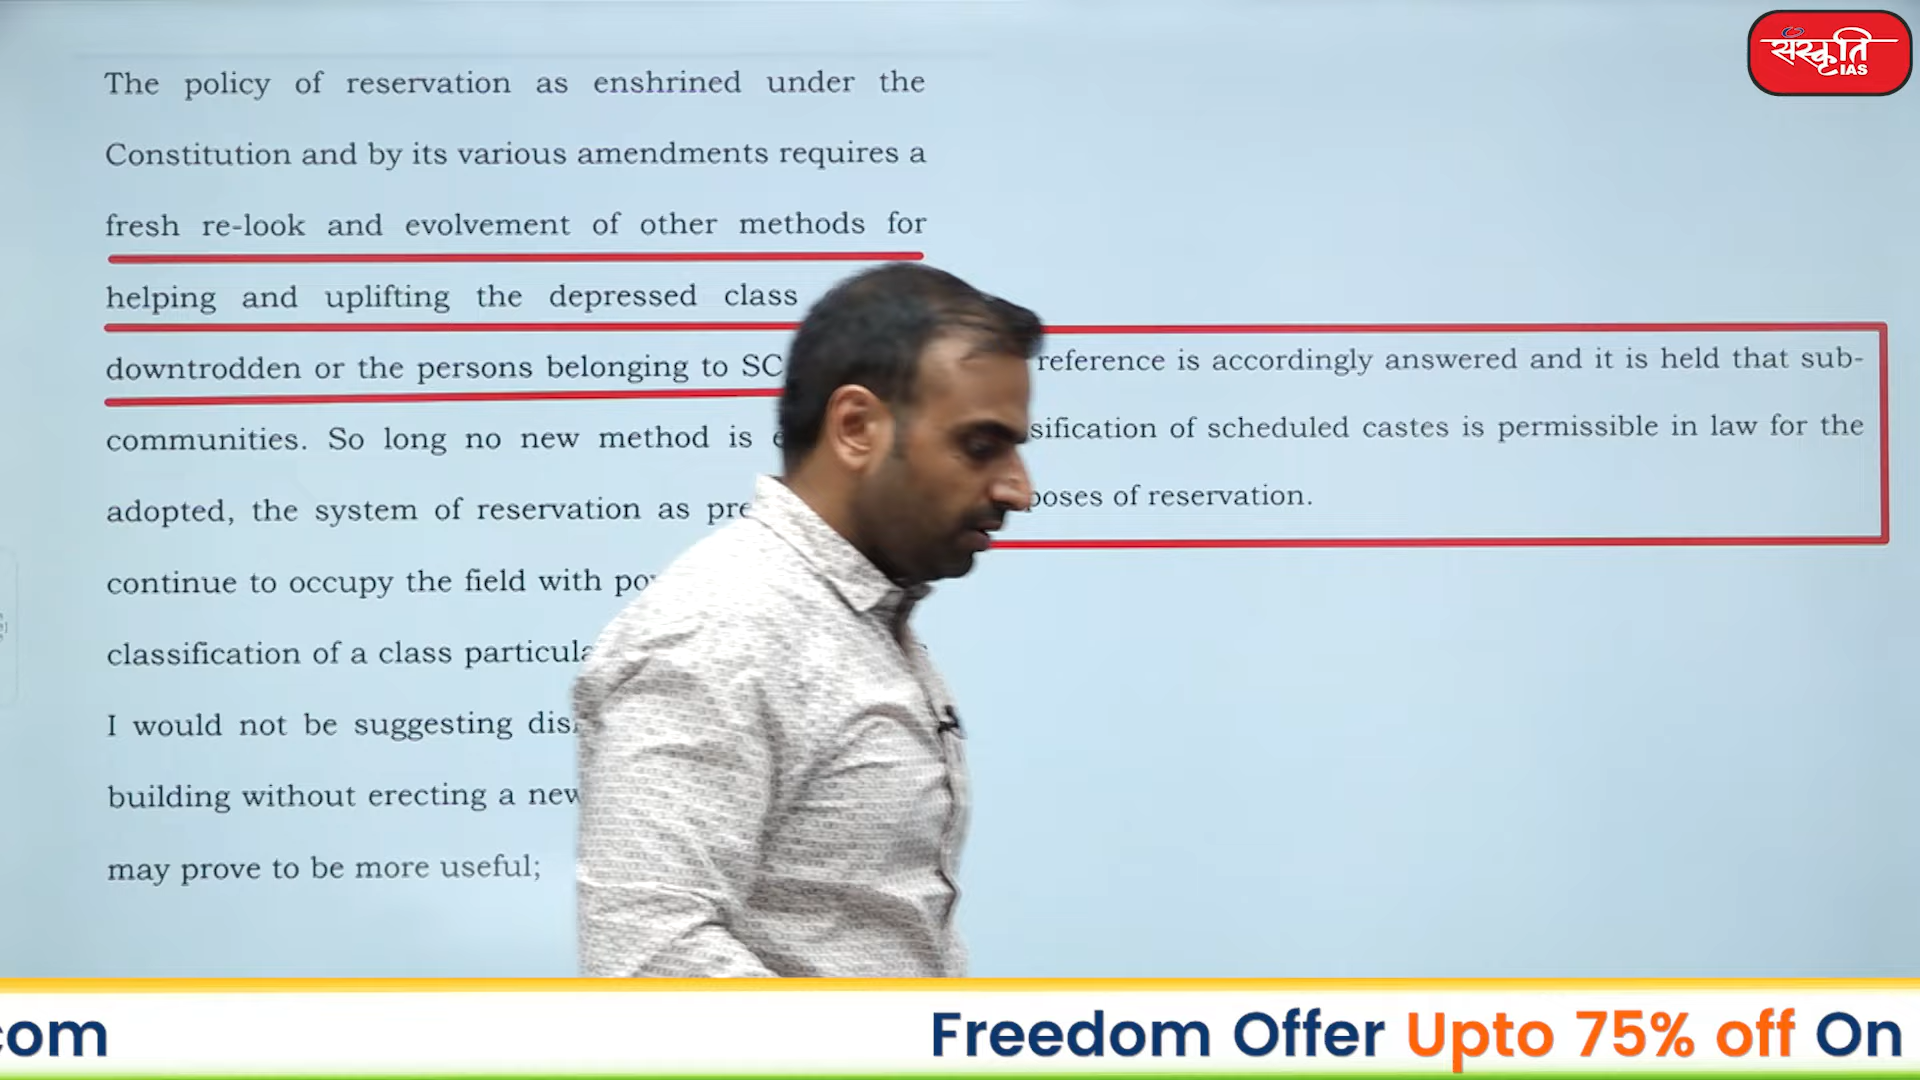 The policy of reservation as enshrined under the
Constitution and by its various amendments requires a
fresh re-look and evolvement of other methods for
helping and uplifting the depressed class
downtrodden or the persons belonging to SC
communities. So long no new method is
adopted, the system of reservation as
continue to occupy the field with
classification of a class
I would not be suggesting
building without erecting a new
may prove to be more useful;
reference is accordingly answered and it is held that sub-
sification of scheduled castes is permissible in law for the
poses of reservation.
संस्कृति
IAS
com
Freedom Offer Upto 75% off On